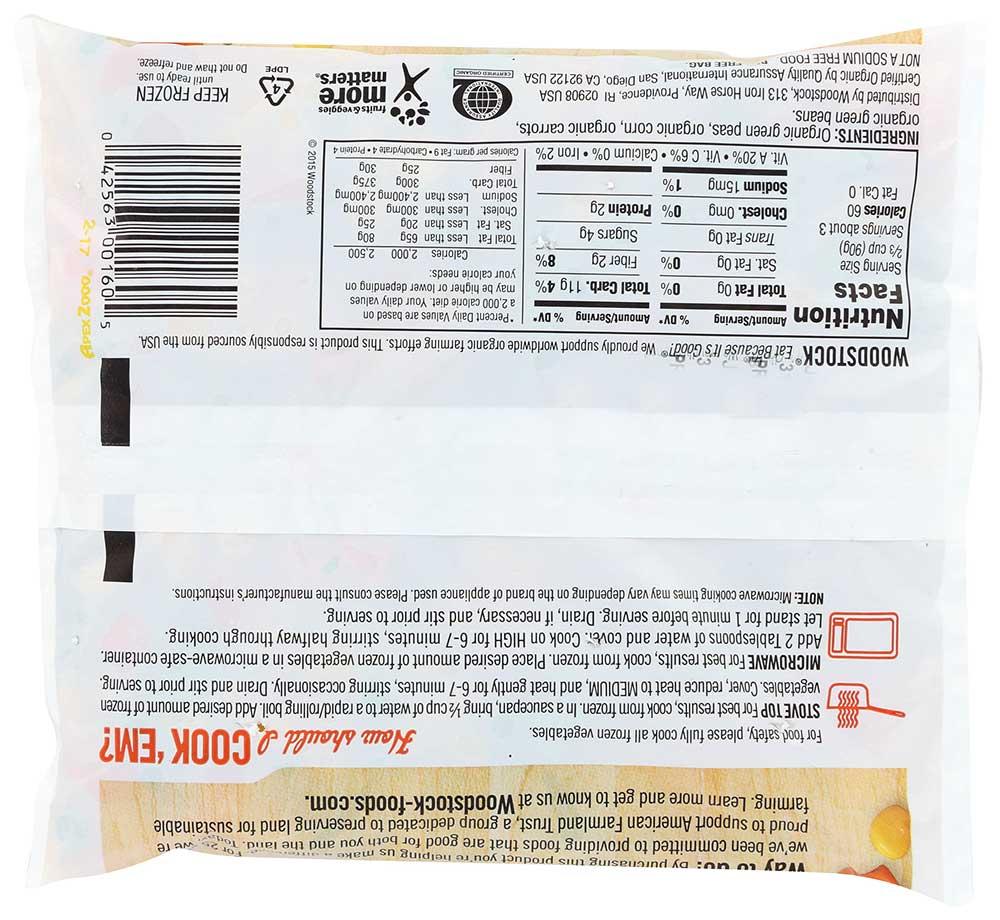 Way to Go! By purchasing this product you're helping us make a
we've been committed to providing foods that are good for both you and the land.
proud to support American Farmland Trust, a group dedicated to preserving land for sustainable
farming. Learn more and get to know us at Woodstock-foods.com.
How should I COOK 'EM?
For food safety, please fully cook all frozen vegetables.
STOVE TOP For best results, cook from frozen. In a saucepan, bring ½ cup of water to a rapid/rolling boil. Add desired amount of frozen
vegetables. Cover, reduce heat to MEDIUM, and heat gently for 6-7 minutes, stirring occasionally. Drain and stir prior to serving.
MICROWAVE For best results, cook from frozen. Place desired amount of frozen vegetables in a microwave-safe container.
Add 2 Tablespoons of water and cover. Cook on HIGH for 6-7 minutes, stirring halfway through cooking.
Let stand for 1 minute before serving. Drain, if necessary, and stir prior to serving.
NOTE: Microwave cooking times may vary depending on the brand of appliance used. Please consult the manufacturer's instructions.
WOODSTOCK® Eat Because It's Good!® We proudly support worldwide organic farming efforts. This product is responsibly sourced from the USA.
Nutrition
Facts
Serving Size
⅔ cup (90g)
Servings about 3
Calories 60
Fat Cal. 0
Amount/Serving % DV*
Total Fat 0g 0%
Sat. Fat 0g 0%
Trans Fat 0g
Cholest. 0mg 0%
Sodium 15mg 1%
Amount/Serving % DV*
Total Carb. 11g 4%
Fiber 2g 8%
Sugars 4g
Protein 2g
Vit. A 20% • Vit. C 6% • Calcium 0% • Iron 2%
*Percent Daily Values are based on
a 2,000 calorie diet. Your daily values
may be higher or lower depending on
your calorie needs:
Calories 2,000 2,500
Total Fat Less than 65g 80g
Sat. Fat Less than 20g 25g
Cholest. Less than 300mg 300mg
Sodium Less than 2,400mg 2,400mg
Total Carb. 300g 375g
Fiber 25g 30g
Calories per gram: Fat 9 • Carbohydrate 4 • Protein 4
INGREDIENTS: Organic green peas, organic corn, organic carrots,
organic green beans.
Distributed by Woodstock, 313 Iron Horse Way, Providence, RI 02908 USA
Certified Organic by Quality Assurance International, San Diego, CA 92122 USA
NOT A SODIUM FREE FOOD
FREE BAG
CERTIFIED ORGANIC
fruits & veggies
more
matters®
© 2015 Woodstock
4
LDPE
KEEP FROZEN
until ready to use.
Do not thaw and refreeze.
0 42563 00160 5
APEX 2000® 2-17